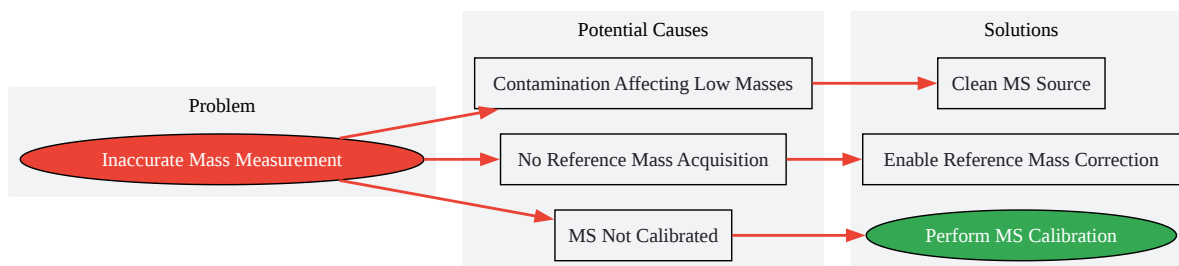 Problem
Inaccurate Mass Measurement
Potential Causes
Contamination Affecting Low Masses
No Reference Mass Acquisition
MS Not Calibrated
Solutions
Clean MS Source
Enable Reference Mass Correction
Perform MS Calibration